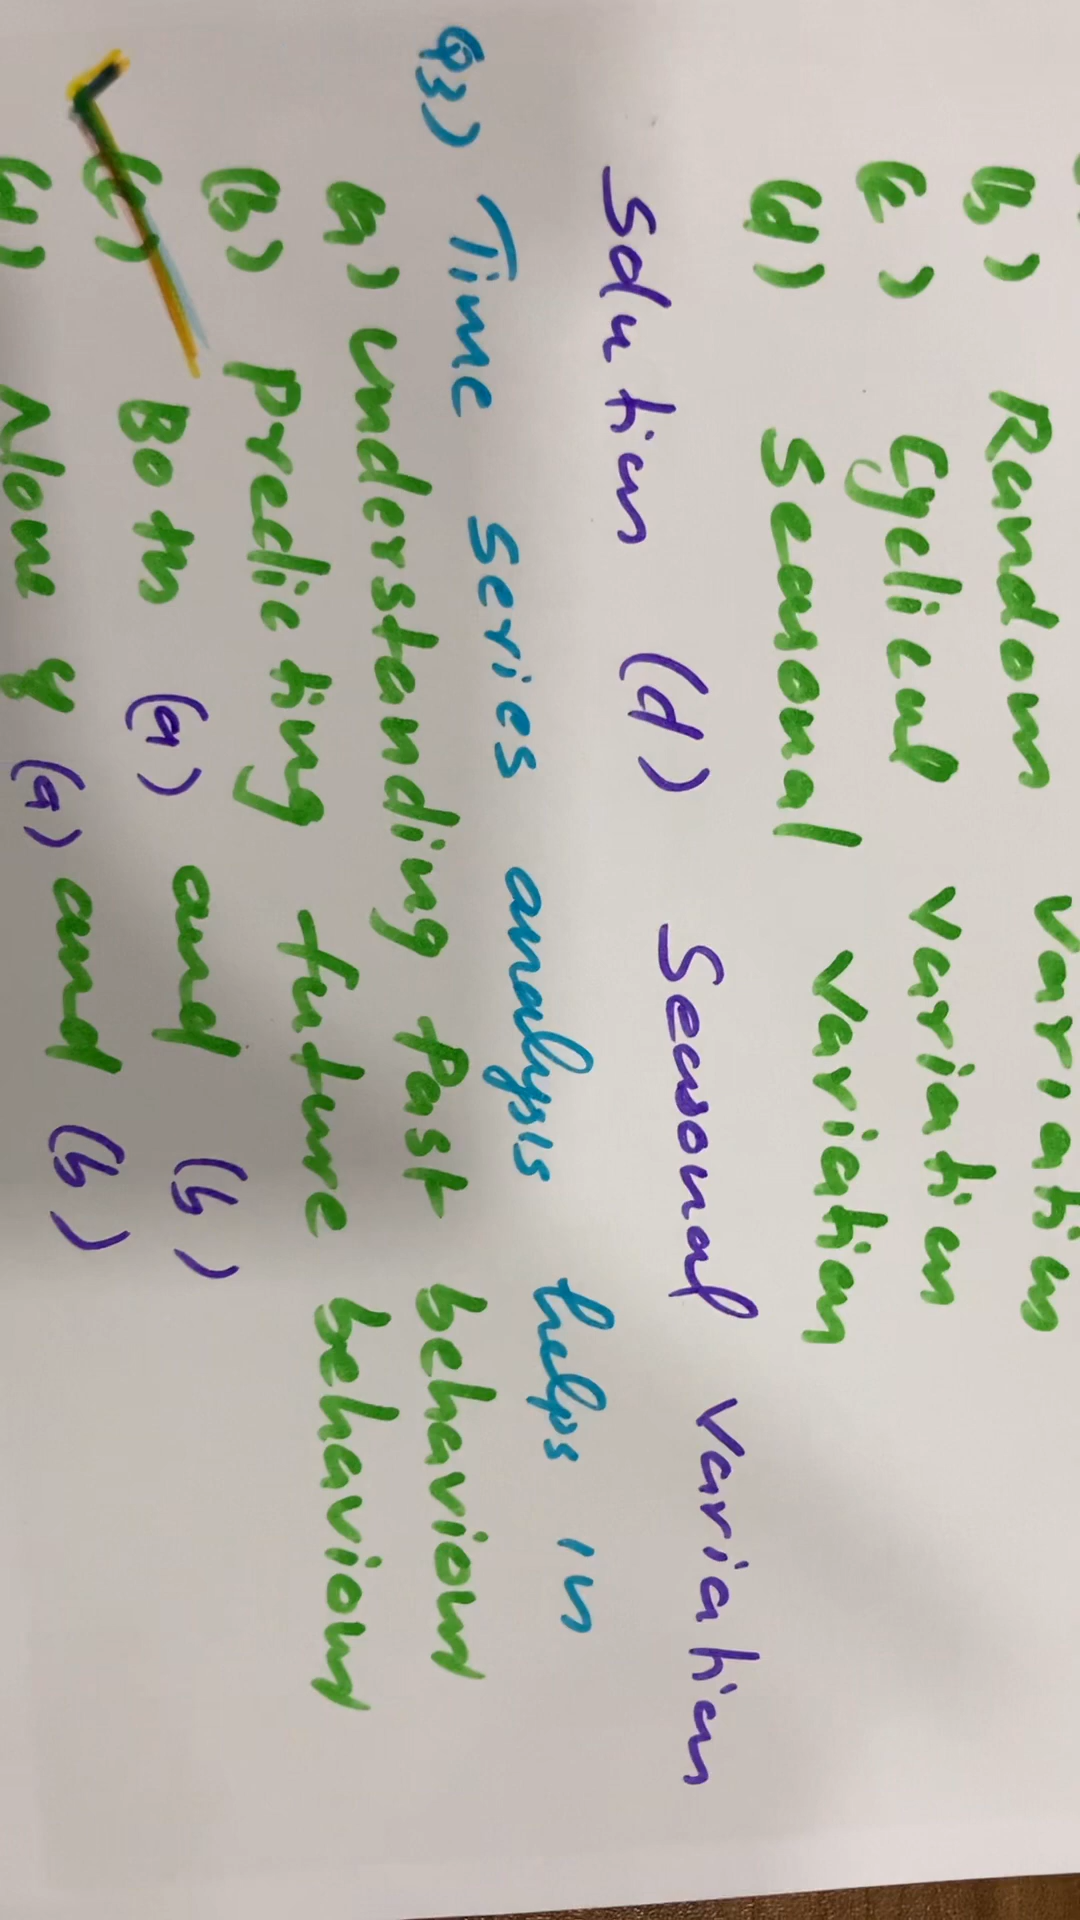 (b) Random Variation
(c) Cyclical Variation
(d) Seasonal Variation
Solution (d) Seasonal Variation
Q3) Time Series analysis helps in
(a) understanding Past behaviour
(b) Predicting future behaviour
(c) Both (a) and (b)
(d) None of (a) and (b)